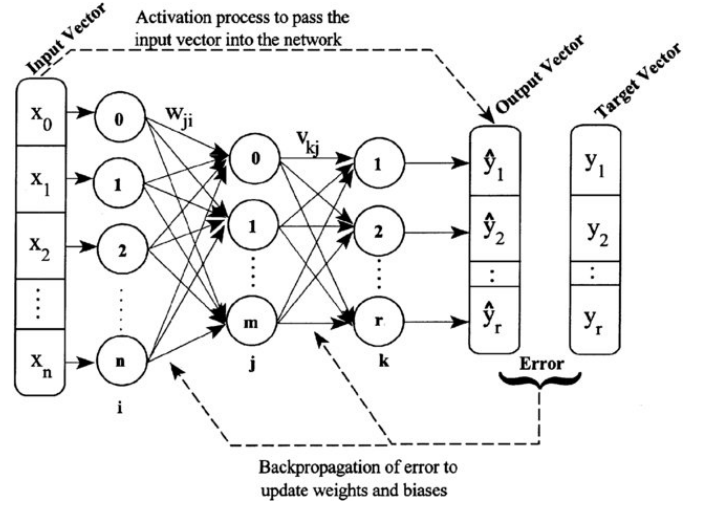 Activation process to pass the
input vector into the network
Input Vector
Output Vector
Target Vector
x0
x1
x2
xn
0
1
2
n
i
wji
0
1
m
j
vkj
1
2
r
k
ŷ1
ŷ2
:
ŷr
y1
y2
:
yr
Error
Backpropagation of error to
update weights and biases